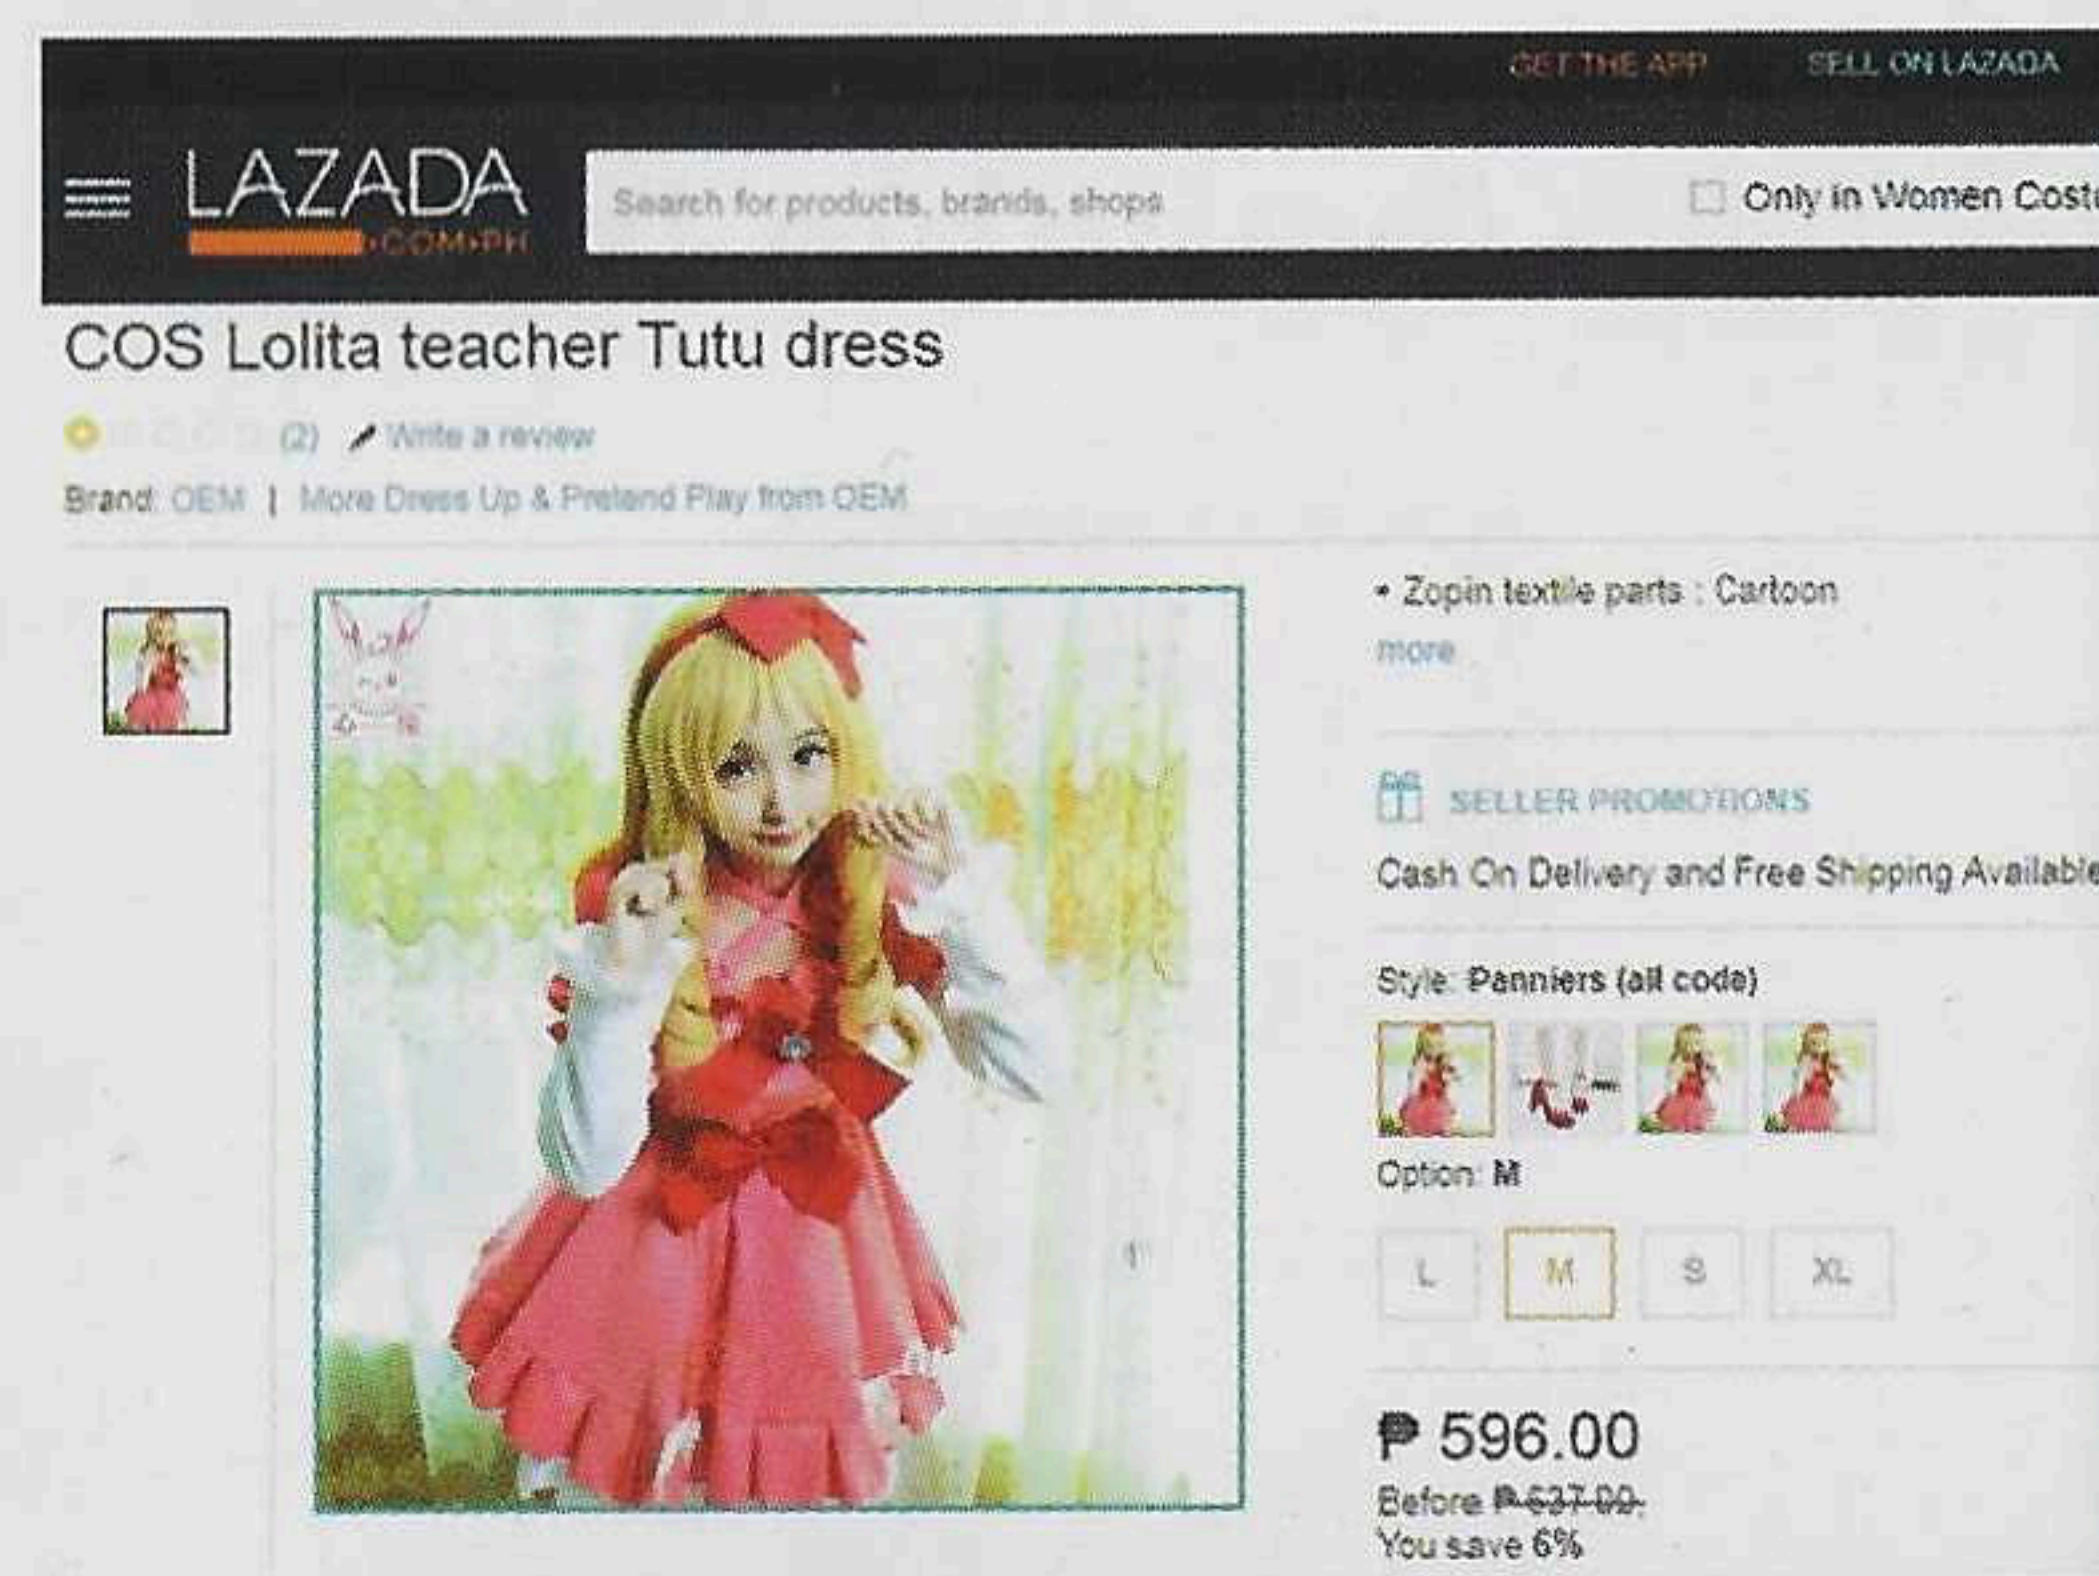 GET THE APP
SELL ON LAZADA
LAZADA
.COM.PH
Search for products, brands, shops
Only in Women Cost
COS Lolita teacher Tutu dress
(2) Write a review
Brand: OEM | More Dress Up & Pretend Play from OEM
• Zopin textile parts : Cartoon
more
SELLER PROMOTIONS
Cash On Delivery and Free Shipping Available
Style: Panniers (all code)
Option: M
L M S XL
₱ 596.00
Before ₱ 637.00,
You save 6%